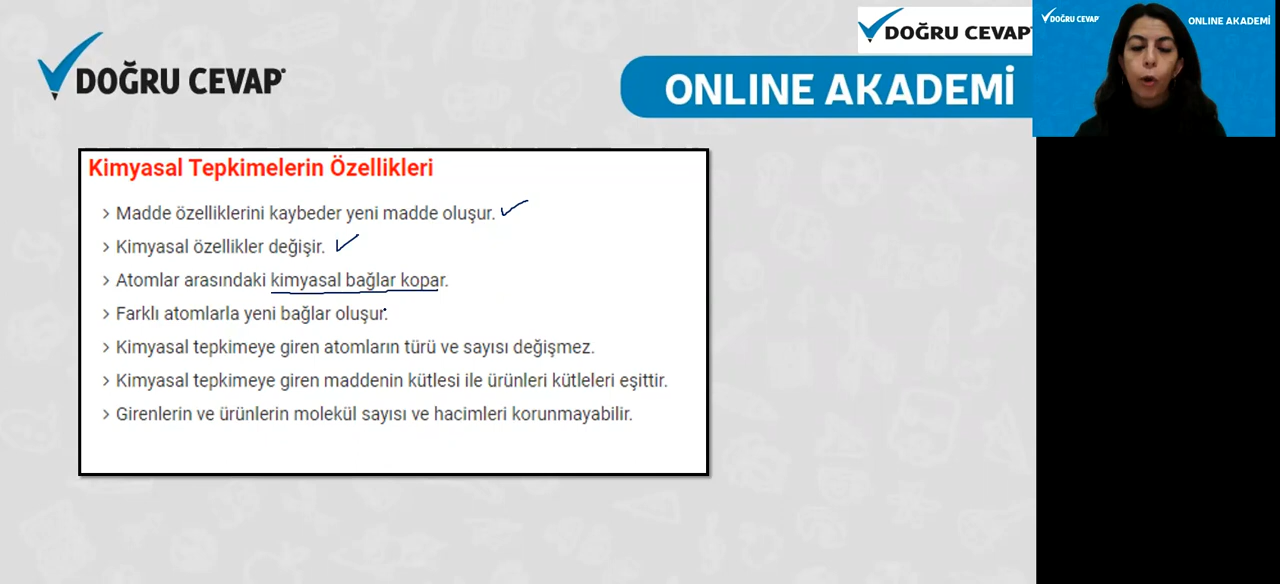 DOĞRU CEVAP
ONLINE AKADEMİ
DOĞRU CEVAP
DOĞRU CEVAP
ONLINE AKADEMİ
Kimyasal Tepkimelerin Özellikleri
> Madde özelliklerini kaybeder yeni madde oluşur.
> Kimyasal özellikler değişir.
> Atomlar arasındaki kimyasal bağlar kopar.
> Farklı atomlarla yeni bağlar oluşur.
> Kimyasal tepkimeye giren atomların türü ve sayısı değişmez.
> Kimyasal tepkimeye giren maddenin kütlesi ile ürünleri kütleleri eşittir.
> Girenlerin ve ürünlerin molekül sayısı ve hacimleri korunmayabilir.